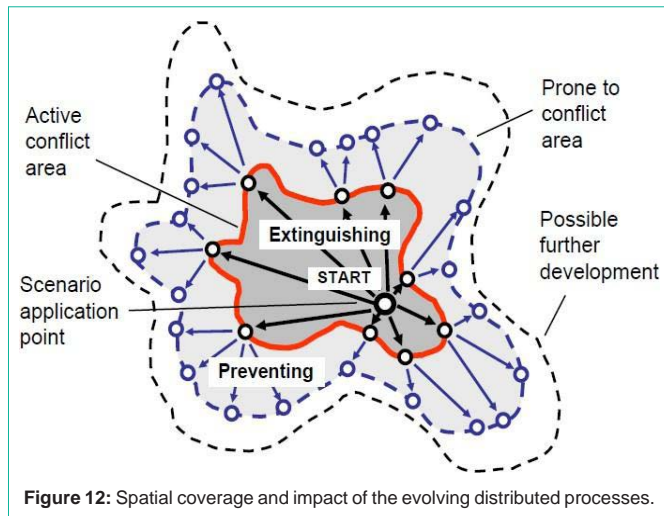 Active
conflict
area
Prone to
conflict
area
Extinguishing
START
Possible
further
development
Scenario
application
point
Preventing
Figure 12: Spatial coverage and impact of the evolving distributed processes.